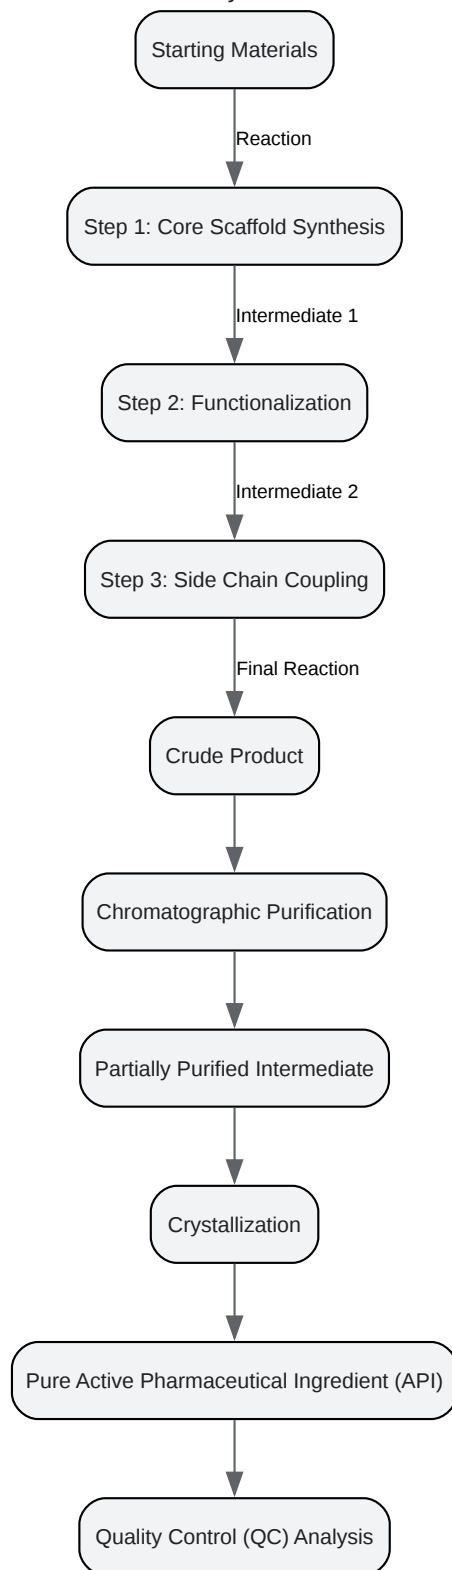 Starting Materials
Reaction
Step 1: Core Scaffold Synthesis
Intermediate 1
Step 2: Functionalization
Intermediate 2
Step 3: Side Chain Coupling
Final Reaction
Crude Product
Chromatographic Purification
Partially Purified Intermediate
Crystallization
Pure Active Pharmaceutical Ingredient (API)
Quality Control (QC) Analysis